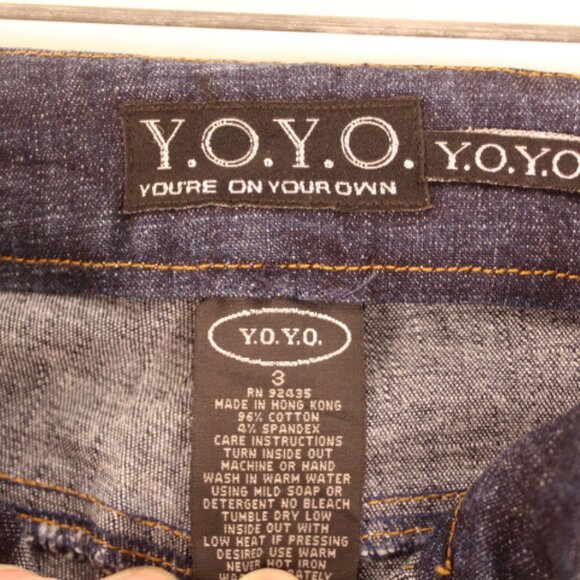 Y.O.Y.O.
YOU'RE ON YOUR OWN
Y.O.Y.O
Y.O.Y.O.
3
RN 92435
MADE IN HONG KONG
96% COTTON
4% SPANDEX
CARE INSTRUCTIONS
TURN INSIDE OUT
MACHINE OR HAND
WASH IN WARM WATER
USING MILD SOAP OR
DETERGENT NO BLEACH
TUMBLE DRY LOW
INSIDE OUT WITH
LOW HEAT IF PRESSING
DESIRED USE WARM
NEVER HOT IRON